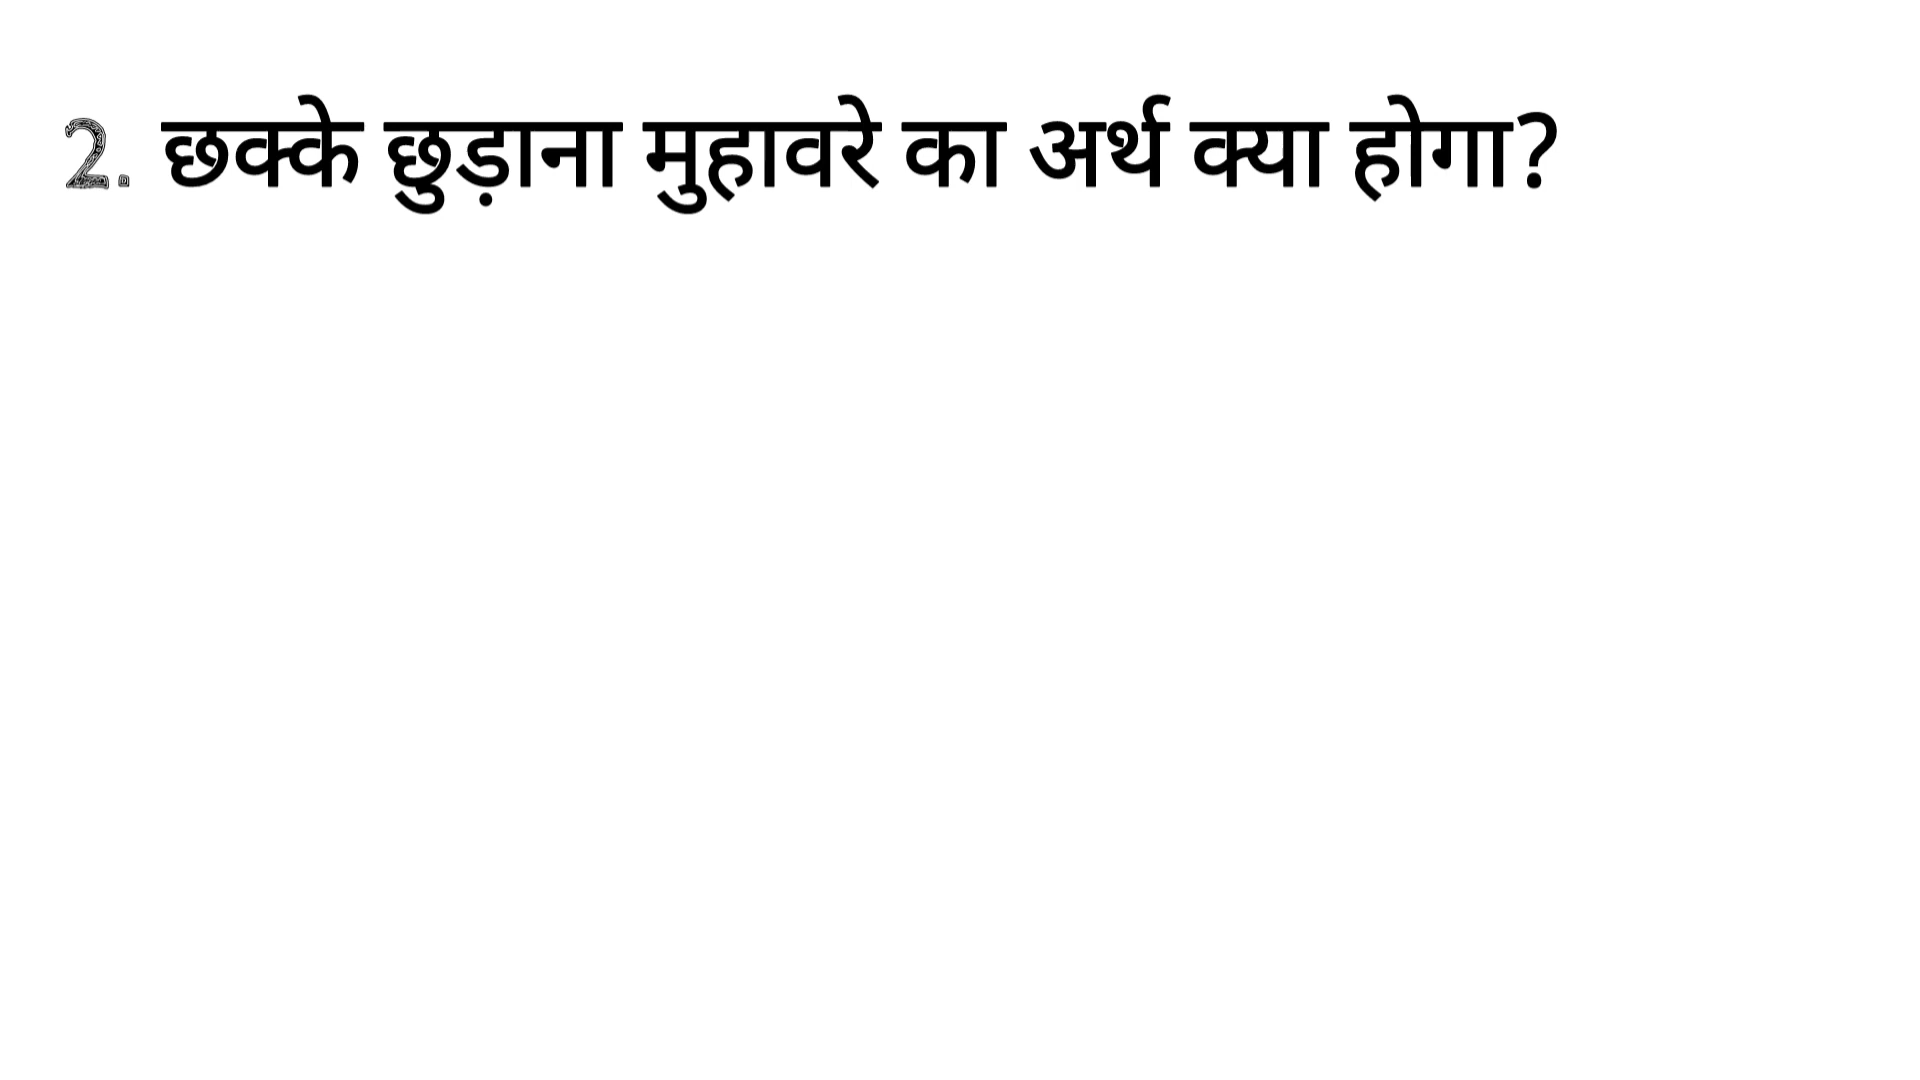 2. छक्के छुड़ाना मुहावरे का अर्थ क्या होगा?